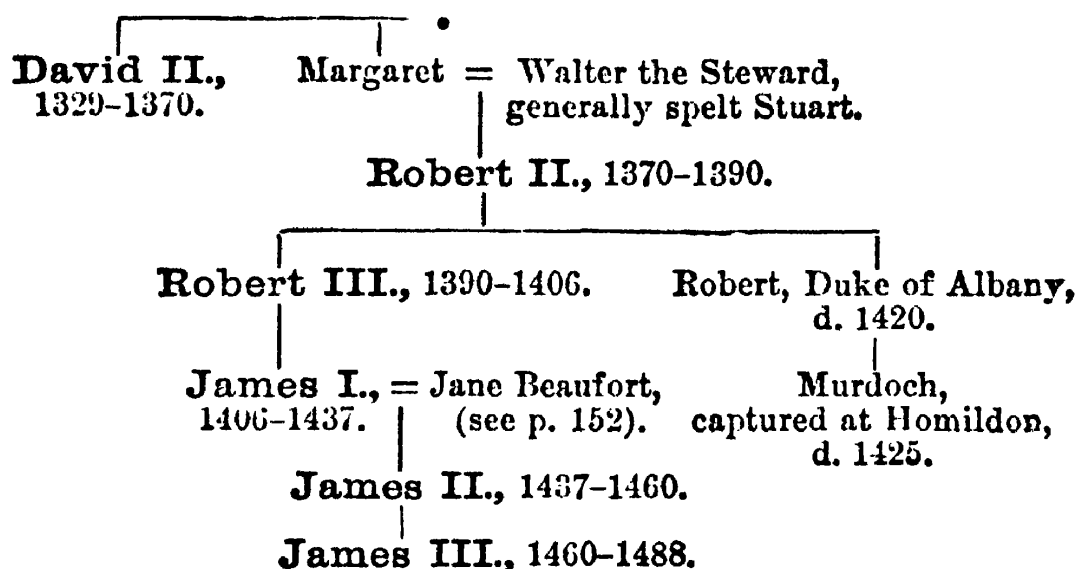 David II., Margaret = Walter the Steward,
1329-1370. generally spelt Stuart.
Robert II., 1370-1390.
Robert III., 1390-1406. Robert, Duke of Albany,
d. 1420.
James I., = Jane Beaufort, Murdoch,
1406-1437. (see p. 152). captured at Homildon,
d. 1425.
James II., 1437-1460.
James III., 1460-1488.